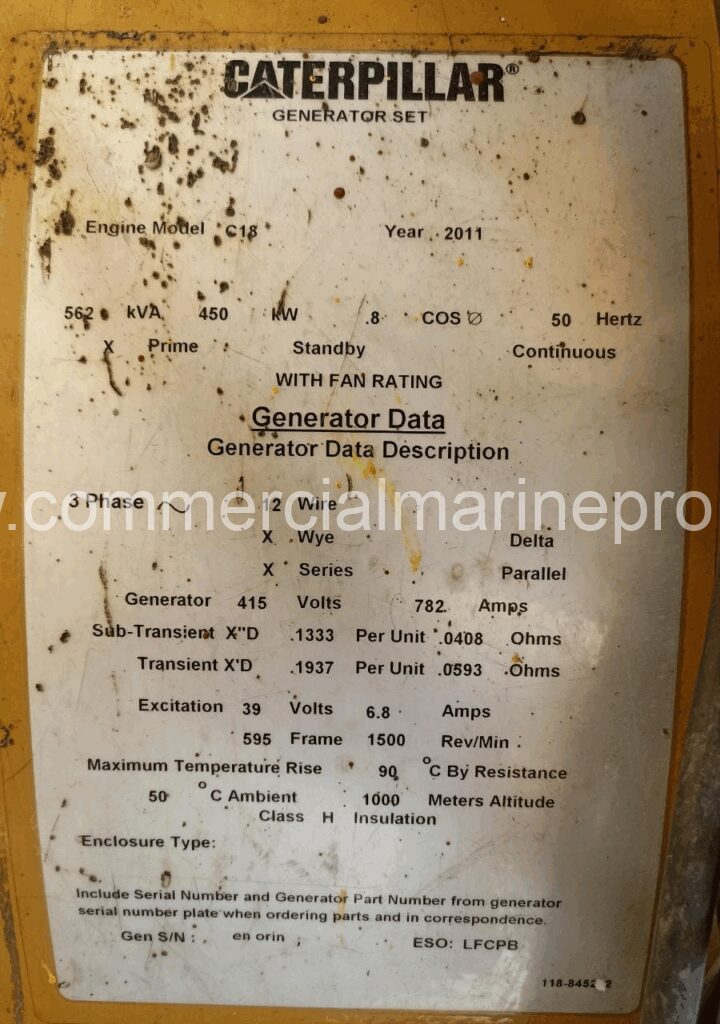 CATERPILLAR®
GENERATOR SET
Engine Model C18 Year 2011
562 kVA 450 kW .8 COS Ø 50 Hertz
X Prime Standby Continuous
WITH FAN RATING
Generator Data
Generator Data Description
3 Phase ~ 12 Wire
.commercialmarinepro
X Wye Delta
X Series Parallel
Generator 415 Volts 782 Amps
Sub-Transient X"D .1333 Per Unit .0408 Ohms
Transient X'D .1937 Per Unit .0593 Ohms
Excitation 39 Volts 6.8 Amps
595 Frame 1500 Rev/Min
Maximum Temperature Rise 90 °C By Resistance
50 °C Ambient 1000 Meters Altitude
Class H Insulation
Enclosure Type:
Include Serial Number and Generator Part Number from generator
serial number plate when ordering parts and in correspondence.
Gen S/N : en orin ESO: LFCPB